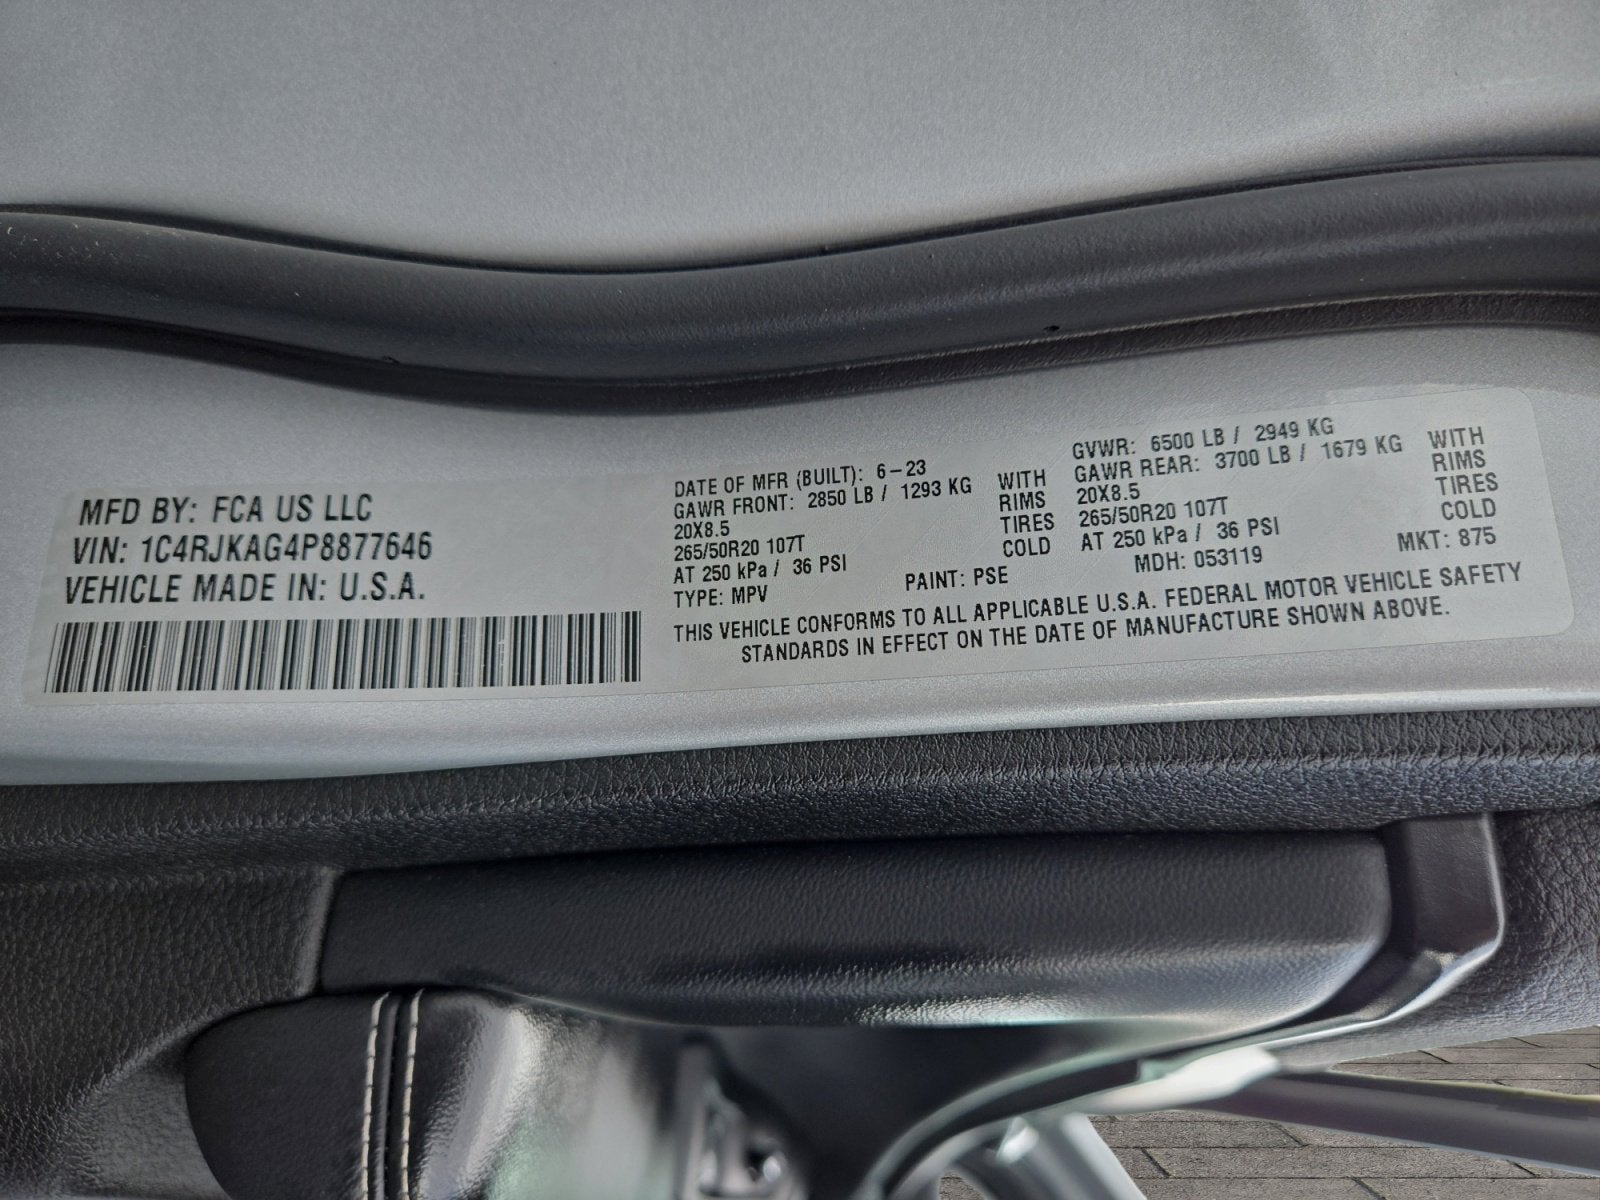 MFD BY: FCA US LLC
VIN: 1C4RJKAG4P8877646
VEHICLE MADE IN: U.S.A.
DATE OF MFR (BUILT): 6-23
GAWR FRONT: 2850 LB / 1293 KG WITH
20X8.5 RIMS
265/50R20 107T TIRES
AT 250 kPa / 36 PSI COLD
TYPE: MPV PAINT: PSE
GVWR: 6500 LB / 2949 KG
GAWR REAR: 3700 LB / 1679 KG WITH
20X8.5 RIMS
265/50R20 107T TIRES
AT 250 kPa / 36 PSI COLD
MDH: 053119 MKT: 875
THIS VEHICLE CONFORMS TO ALL APPLICABLE U.S.A. FEDERAL MOTOR VEHICLE SAFETY
STANDARDS IN EFFECT ON THE DATE OF MANUFACTURE SHOWN ABOVE.